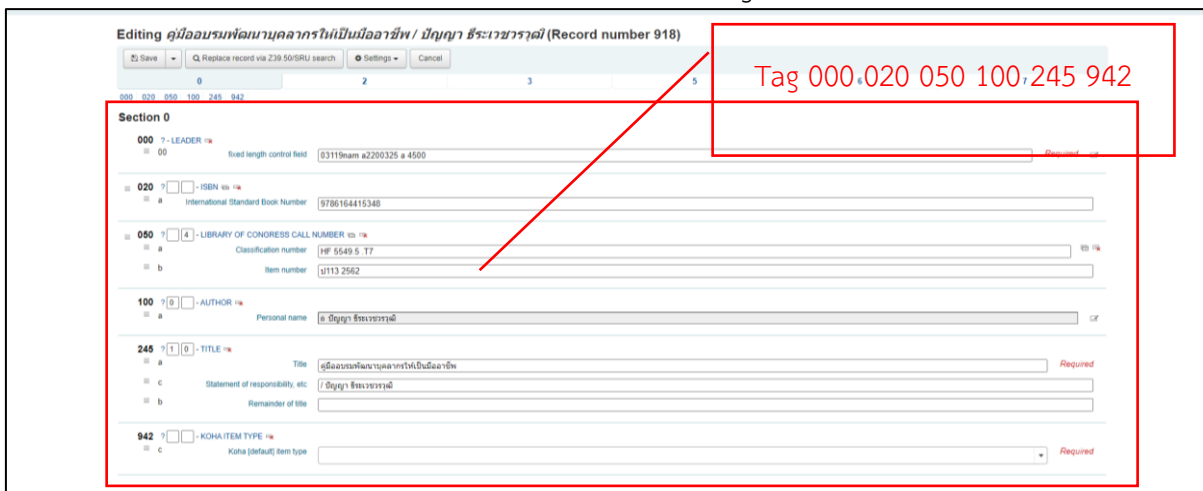 Editing คู่มืออบรมพัฒนาบุคลากรให้เป็นมืออาชีพ / ปัญญา ธีระเวชวรวุฒิ (Record number 918)
Save Replace record via Z39.50/SRU search Settings Cancel
0 2 3 5 6 7
Tag 000 020 050 100 245 942
000 020 050 100 245 942
Section 0
000 ? - LEADER
00 fixed length control field 03119nam a2200325 a 4500 Required
020 ? - ISBN
a International Standard Book Number 9786164415348
050 ? 4 - LIBRARY OF CONGRESS CALL NUMBER
a Classification number HF 5549.5 .T7
b Item number ป113 2562
100 ? 0 - AUTHOR
a Personal name ปัญญา ธีระเวชวรวุฒิ
245 ? 1 0 - TITLE
a Title คู่มืออบรมพัฒนาบุคลากรให้เป็นมืออาชีพ Required
c Statement of responsibility, etc / ปัญญา ธีระเวชวรวุฒิ
b Remainder of title
942 ? - KOHA ITEM TYPE
c Koha [default] item type Required